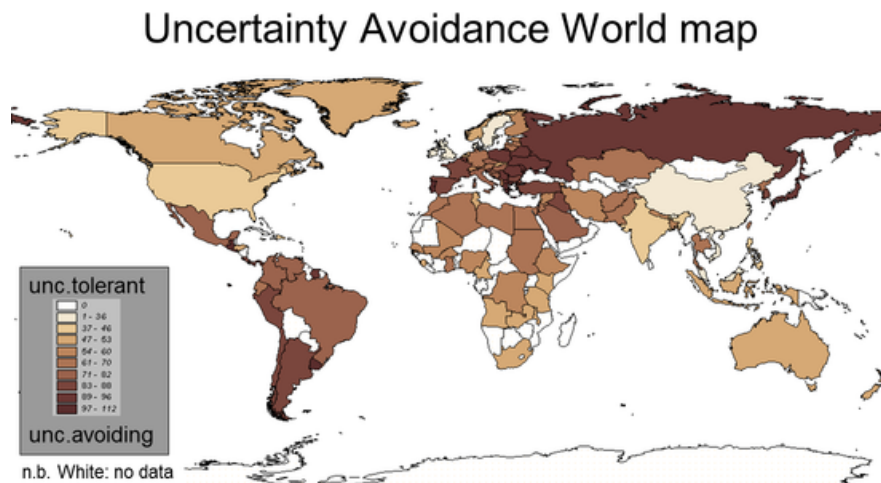 Uncertainty Avoidance World map
unc.tolerant
0
1 - 36
37 - 46
47 - 53
54 - 60
61 - 70
71 - 82
83 - 88
89 - 96
97 - 112
unc.avoiding
n.b. White: no data